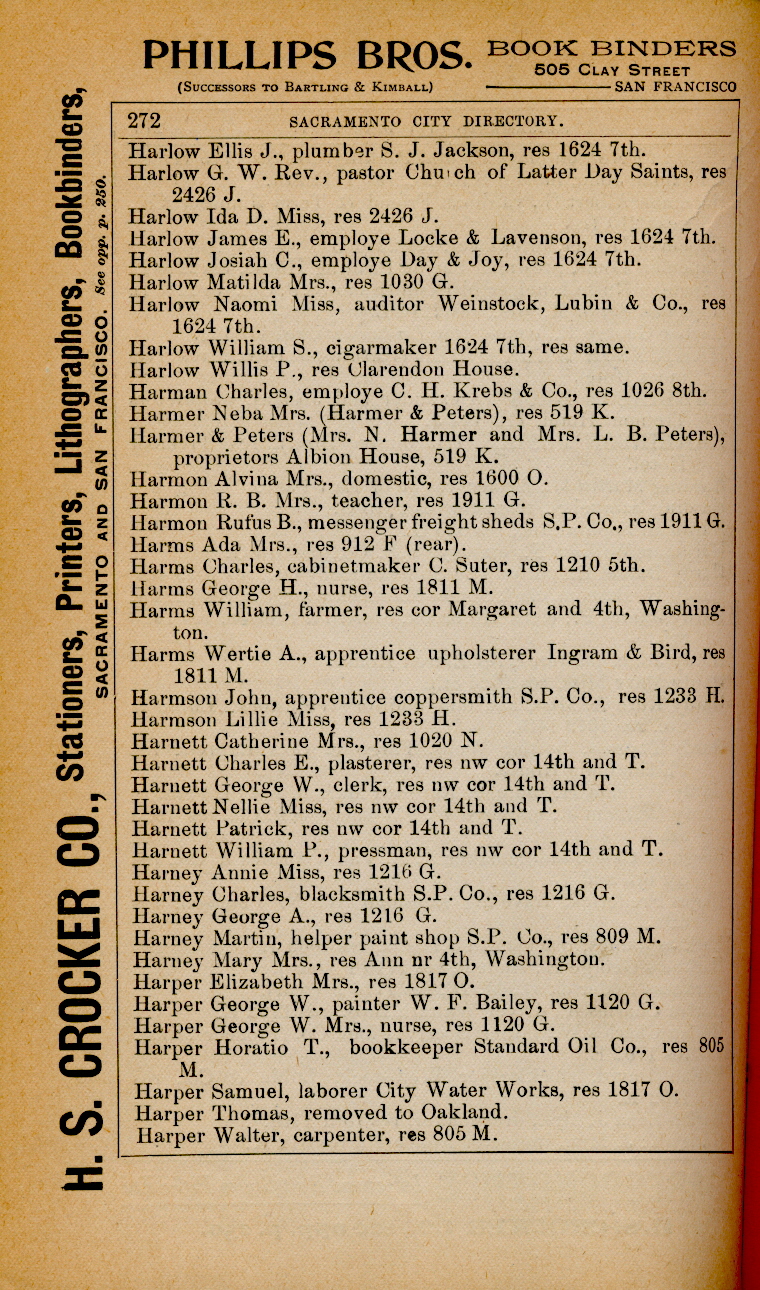 PHILLIPS BROS. BOOK BINDERS
505 CLAY STREET
(SUCCESSORS TO BARTLING & KIMBALL) SAN FRANCISCO
272 SACRAMENTO CITY DIRECTORY.
Harlow Ellis J., plumber S. J. Jackson, res 1624 7th.
Harlow G. W. Rev., pastor Church of Latter Day Saints, res
2426 J.
Harlow Ida D. Miss, res 2426 J.
Harlow James E., employe Locke & Lavenson, res 1624 7th.
Harlow Josiah C., employe Day & Joy, res 1624 7th.
Harlow Matilda Mrs., res 1030 G.
Harlow Naomi Miss, auditor Weinstock, Lubin & Co., res
1624 7th.
Harlow William S., cigarmaker 1624 7th, res same.
Harlow Willis P., res Clarendon House.
Harman Charles, employe C. H. Krebs & Co., res 1026 8th.
Harmer Neba Mrs. (Harmer & Peters), res 519 K.
Harmer & Peters (Mrs. N. Harmer and Mrs. L. B. Peters),
proprietors Albion House, 519 K.
Harmon Alvina Mrs., domestic, res 1600 O.
Harmon R. B. Mrs., teacher, res 1911 G.
Harmon Rufus B., messenger freight sheds S.P. Co., res 1911 G.
Harms Ada Mrs., res 912 F (rear).
Harms Charles, cabinetmaker C. Suter, res 1210 5th.
Harms George H., nurse, res 1811 M.
Harms William, farmer, res cor Margaret and 4th, Washing-
ton.
Harms Wertie A., apprentice upholsterer Ingram & Bird, res
1811 M.
Harmson John, apprentice coppersmith S.P. Co., res 1233 H.
Harmson Lillie Miss, res 1233 H.
Harnett Catherine Mrs., res 1020 N.
Harnett Charles E., plasterer, res nw cor 14th and T.
Harnett George W., clerk, res nw cor 14th and T.
Harnett Nellie Miss, res nw cor 14th and T.
Harnett Patrick, res nw cor 14th and T.
Harnett William P., pressman, res nw cor 14th and T.
Harney Annie Miss, res 1216 G.
Harney Charles, blacksmith S.P. Co., res 1216 G.
Harney George A., res 1216 G.
Harney Martin, helper paint shop S.P. Co., res 809 M.
Harney Mary Mrs., res Ann nr 4th, Washington.
Harper Elizabeth Mrs., res 1817 O.
Harper George W., painter W. F. Bailey, res 1120 G.
Harper George W. Mrs., nurse, res 1120 G.
Harper Horatio T., bookkeeper Standard Oil Co., res 805
M.
Harper Samuel, laborer City Water Works, res 1817 O.
Harper Thomas, removed to Oakland.
Harper Walter, carpenter, res 805 M.
H. S. CROCKER CO., Stationers, Printers, Lithographers, Bookbinders,
SACRAMENTO AND SAN FRANCISCO. See opp. p. 250.